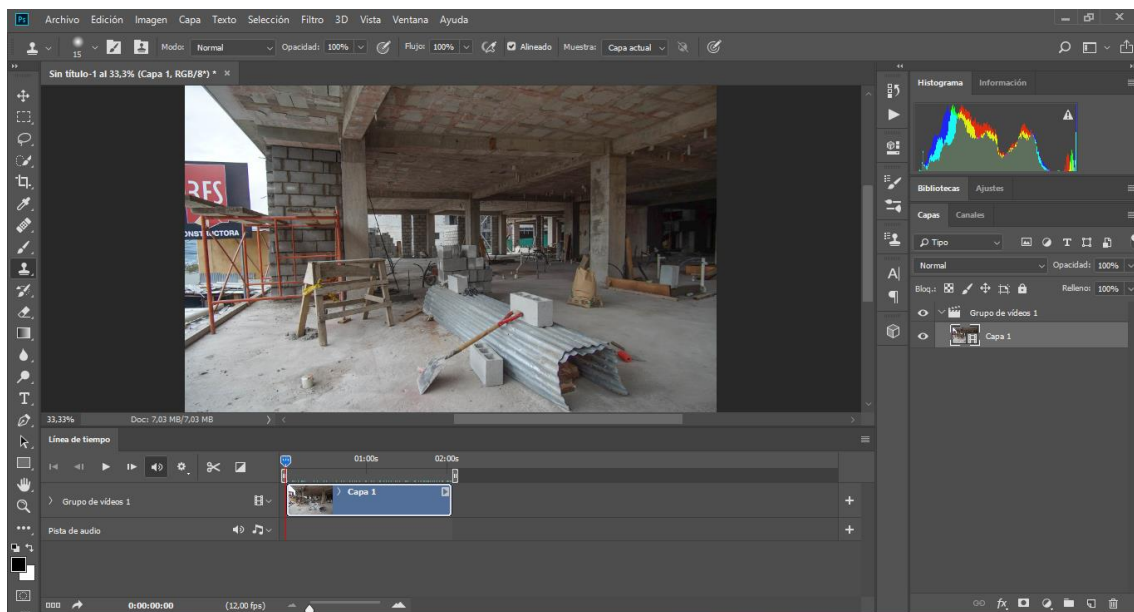 Ps Archivo Edición Imagen Capa Texto Selección Filtro 3D Vista Ventana Ayuda
15 Modo: Normal Opacidad: 100% Flujo: 100% Alineado Muestra: Capa actual
Sin título-1 al 33,3% (Capa 1, RGB/8*) * ×
Histograma Información
RES
CONSTRUCTORA
Bibliotecas Ajustes
Capas Canales
Tipo
Normal Opacidad: 100%
Bloq.: Relleno: 100%
Grupo de vídeos 1
Capa 1
33,33% Doc: 7,03 MB/7,03 MB
Línea de tiempo
01:00s 02:00s
Grupo de vídeos 1 Capa 1
Pista de audio
0:00:00:00 (12,00 fps)